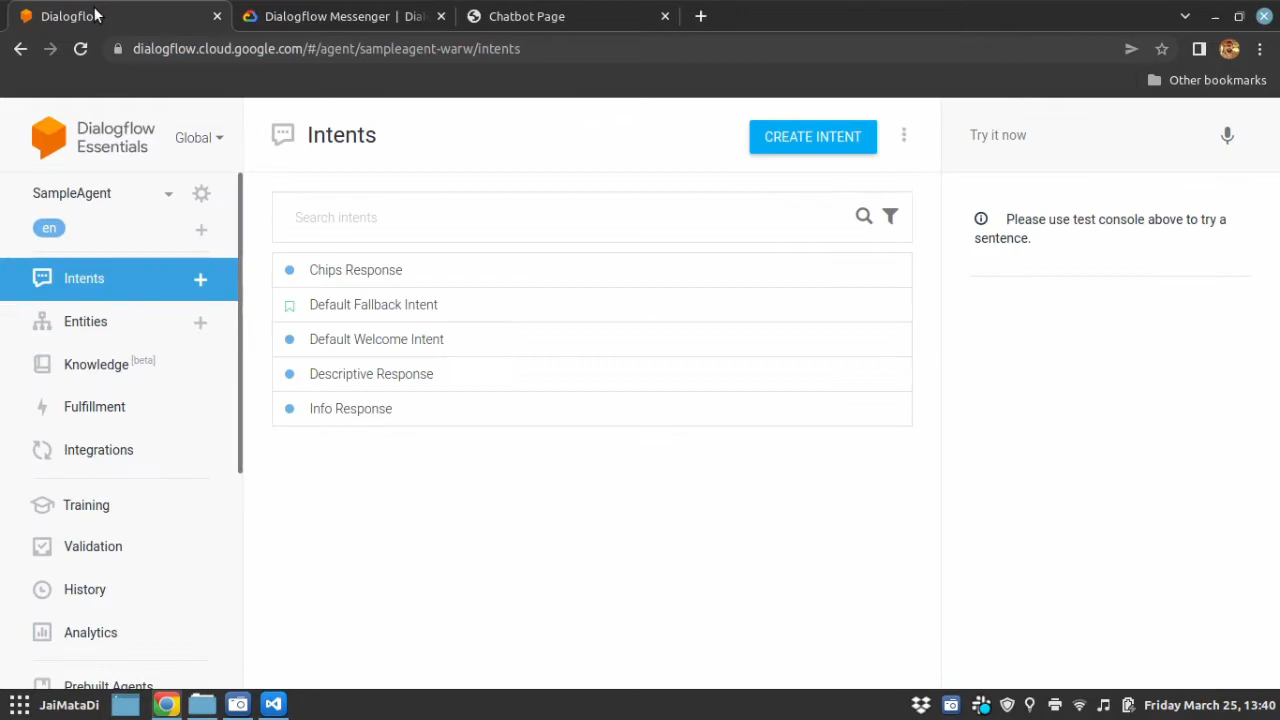 Dialogflow
Dialogflow Messenger | Dia
Chatbot Page
dialogflow.cloud.google.com/#/agent/sampleagent-warw/intents
Other bookmarks
Dialogflow
Essentials
Global
Intents
CREATE INTENT
Try it now
SampleAgent
en
Search intents
Please use test console above to try a
sentence.
Intents
Entities
Knowledge [beta]
Fulfillment
Integrations
Training
Validation
History
Analytics
Prebuilt Agents
Chips Response
Default Fallback Intent
Default Welcome Intent
Descriptive Response
Info Response
JaiMataDi
Friday March 25, 13:40